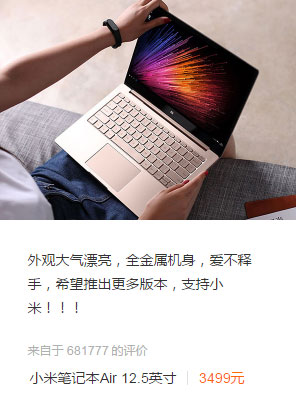 外观大气漂亮，全金属机身，爱不释
手，希望推出更多版本，支持小
米！！！
来自于 681777 的评价
小米笔记本Air 12.5英寸 | 3499元